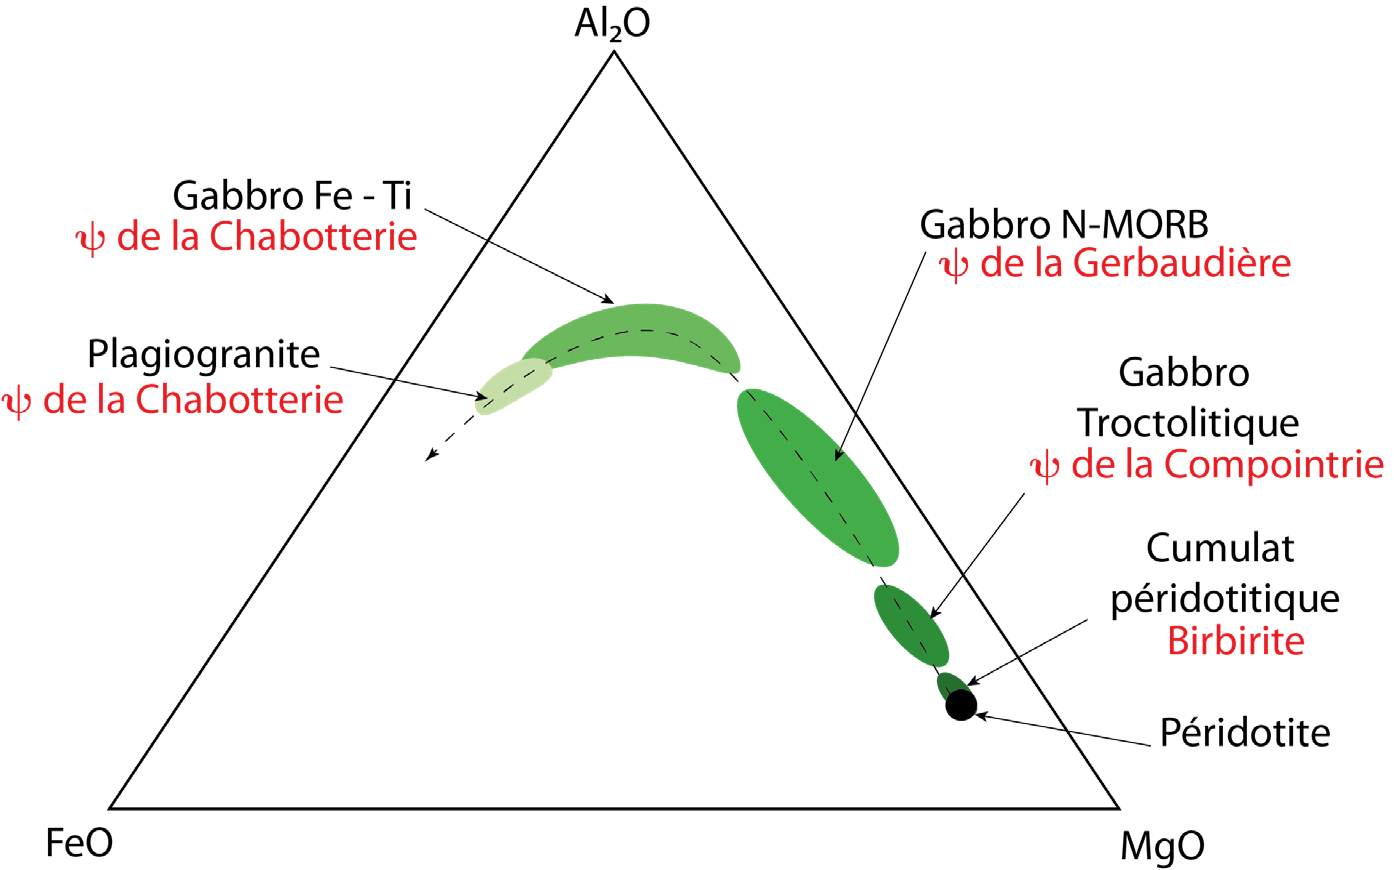 Al₂O
Gabbro Fe - Ti
ψ de la Chabotterie
Gabbro N-MORB
ψ de la Gerbaudière
Plagiogranite
ψ de la Chabotterie
Gabbro
Troctolitique
ψ de la Compointrie
Cumulat
péridotitique
Birbirite
Péridotite
FeO
MgO